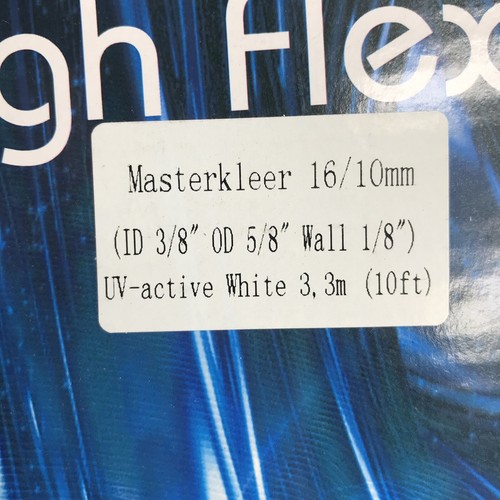 gh flex
Masterkleer 16/10mm
(ID 3/8" OD 5/8" Wall 1/8")
UV-active White 3,3m (10ft)